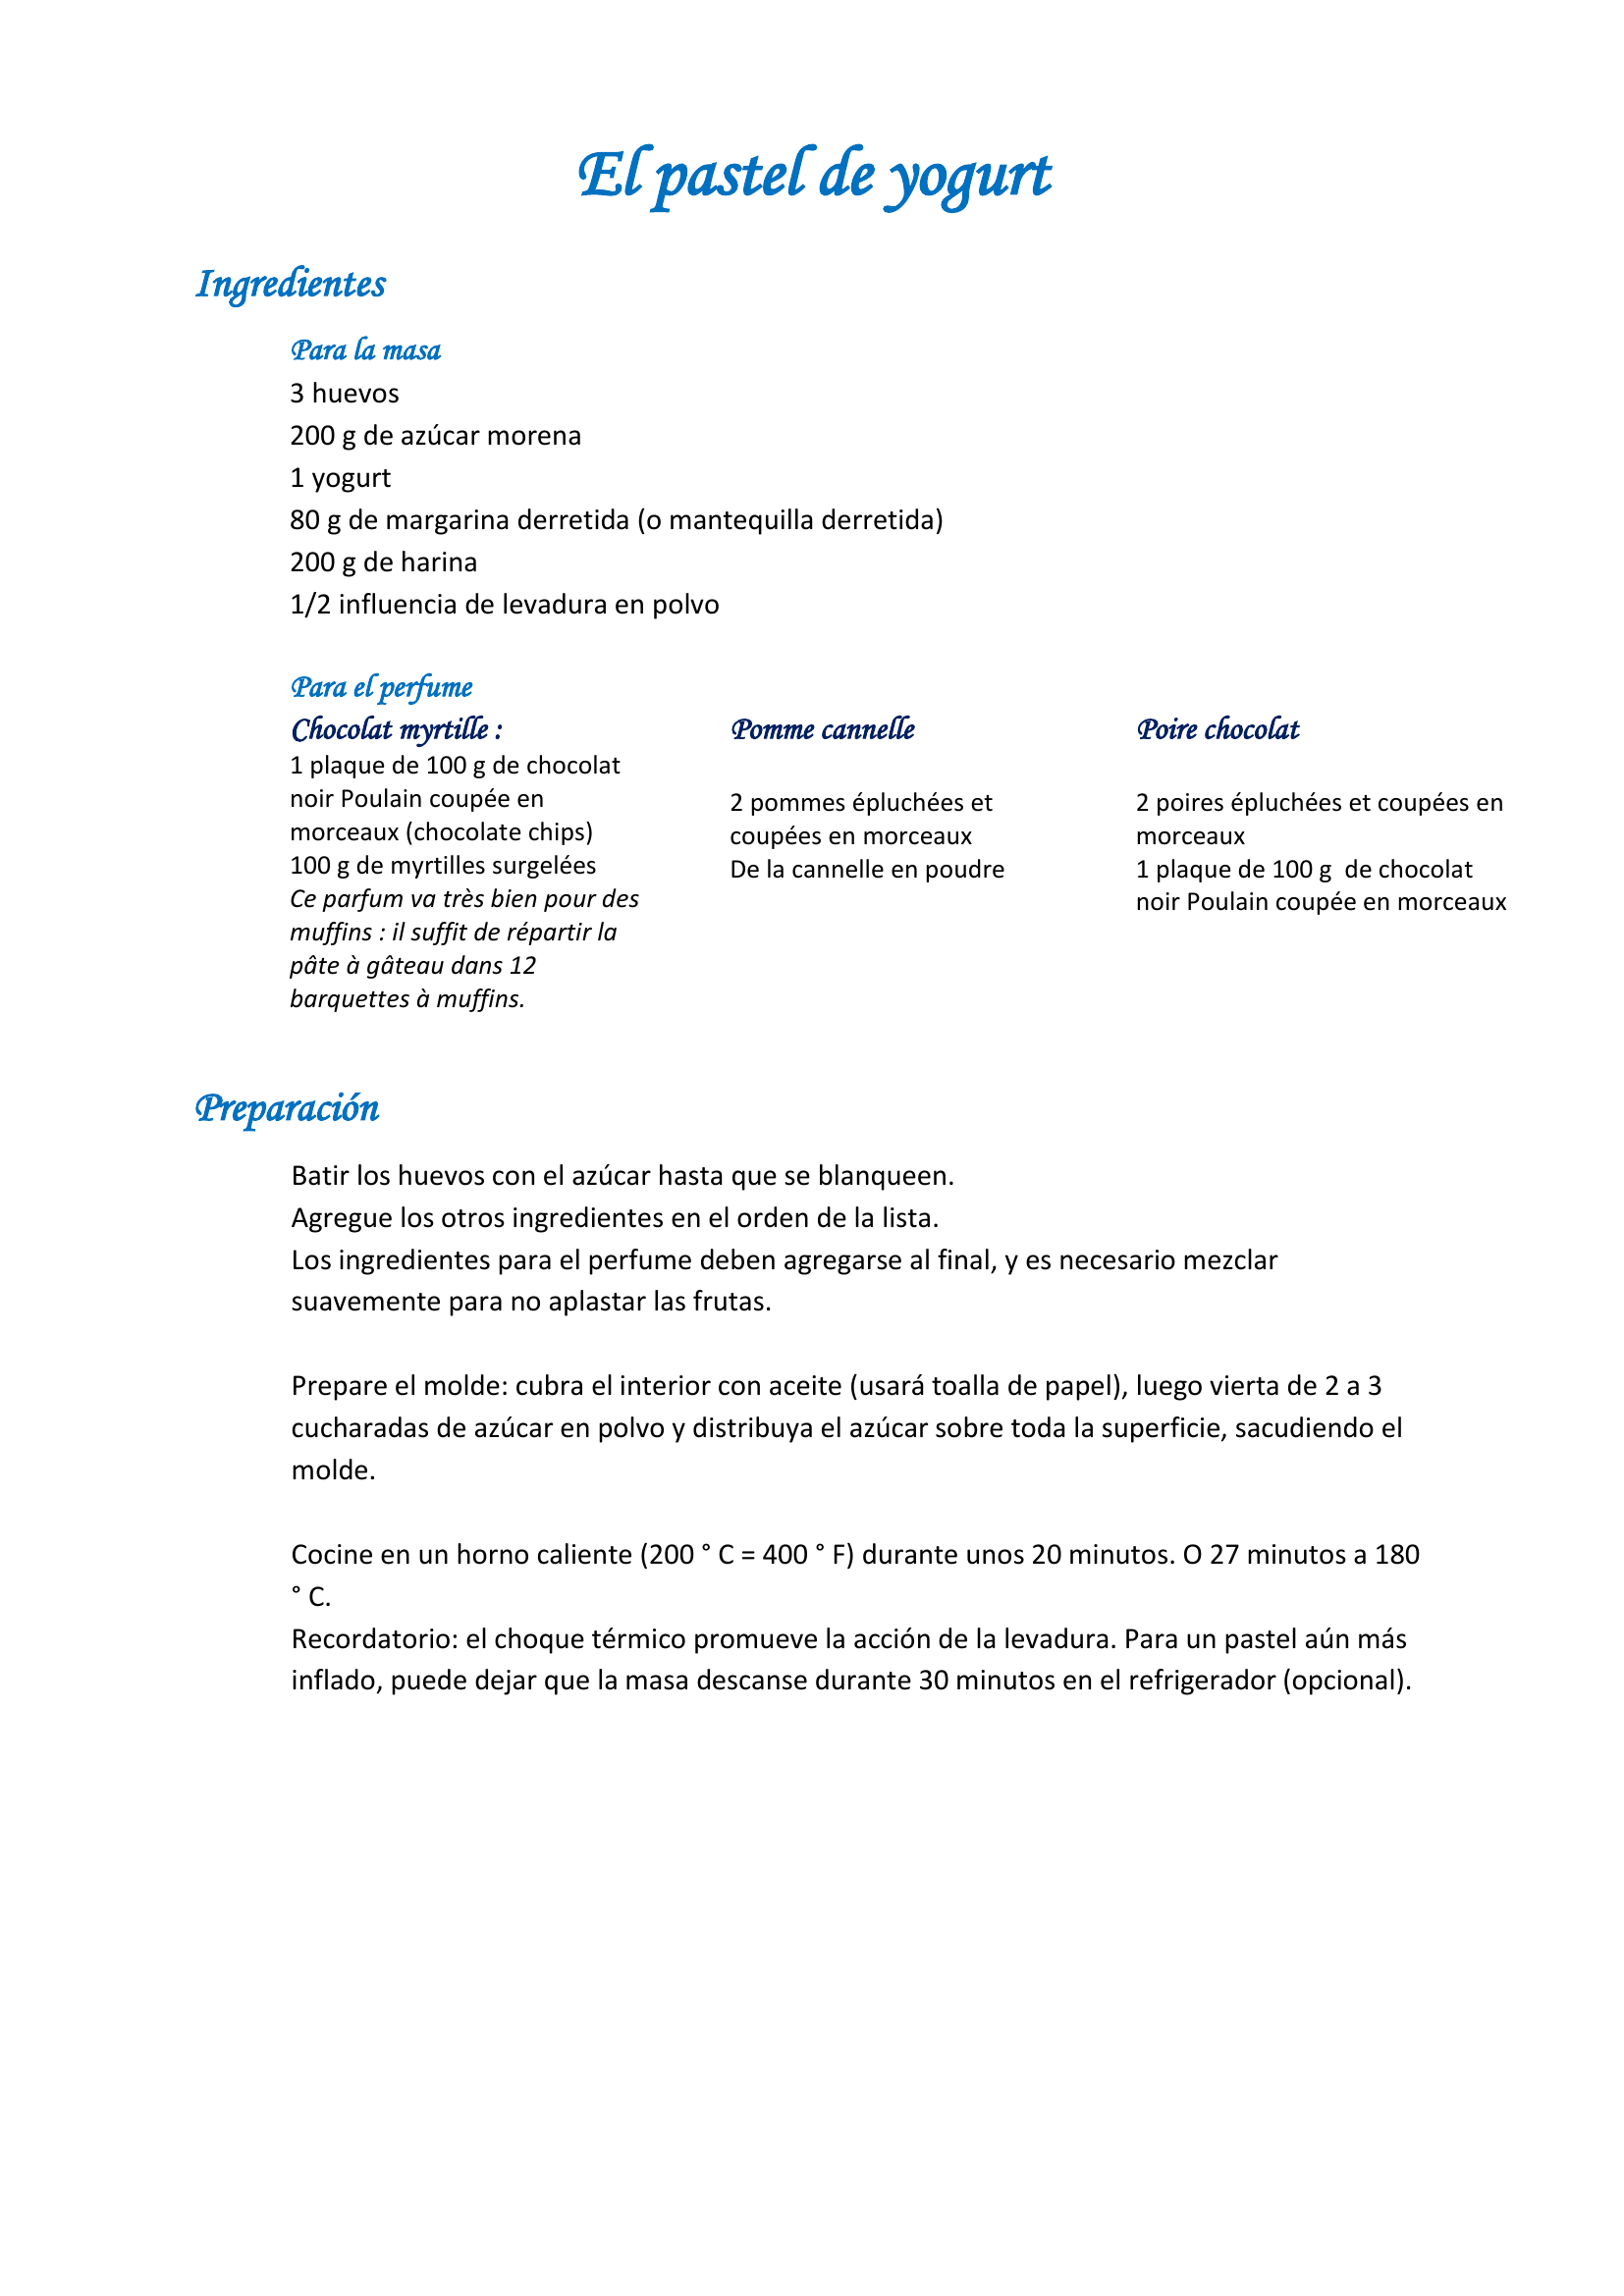 El pastel de yogurt
Ingredientes
Para la masa
3 huevos
200 g de azúcar morena
1 yogurt
80 g de margarina derretida (o mantequilla derretida)
200 g de harina
1/2 influencia de levadura en polvo
Para el perfume
Chocolat myrtille :
1 plaque de 100 g de chocolat
noir Poulain coupée en
morceaux (chocolate chips)
100 g de myrtilles surgelées
Ce parfum va très bien pour des
muffins : il suffit de répartir la
pâte à gâteau dans 12
barquettes à muffins.
Pomme cannelle
2 pommes épluchées et
coupées en morceaux
De la cannelle en poudre
Poire chocolat
2 poires épluchées et coupées en
morceaux
1 plaque de 100 g  de chocolat
noir Poulain coupée en morceaux
Preparación
Batir los huevos con el azúcar hasta que se blanqueen.
Agregue los otros ingredientes en el orden de la lista.
Los ingredientes para el perfume deben agregarse al final, y es necesario mezclar
suavemente para no aplastar las frutas.
Prepare el molde: cubra el interior con aceite (usará toalla de papel), luego vierta de 2 a 3
cucharadas de azúcar en polvo y distribuya el azúcar sobre toda la superficie, sacudiendo el
molde.
Cocine en un horno caliente (200 ° C = 400 ° F) durante unos 20 minutos. O 27 minutos a 180
° C.
Recordatorio: el choque térmico promueve la acción de la levadura. Para un pastel aún más
inflado, puede dejar que la masa descanse durante 30 minutos en el refrigerador (opcional).